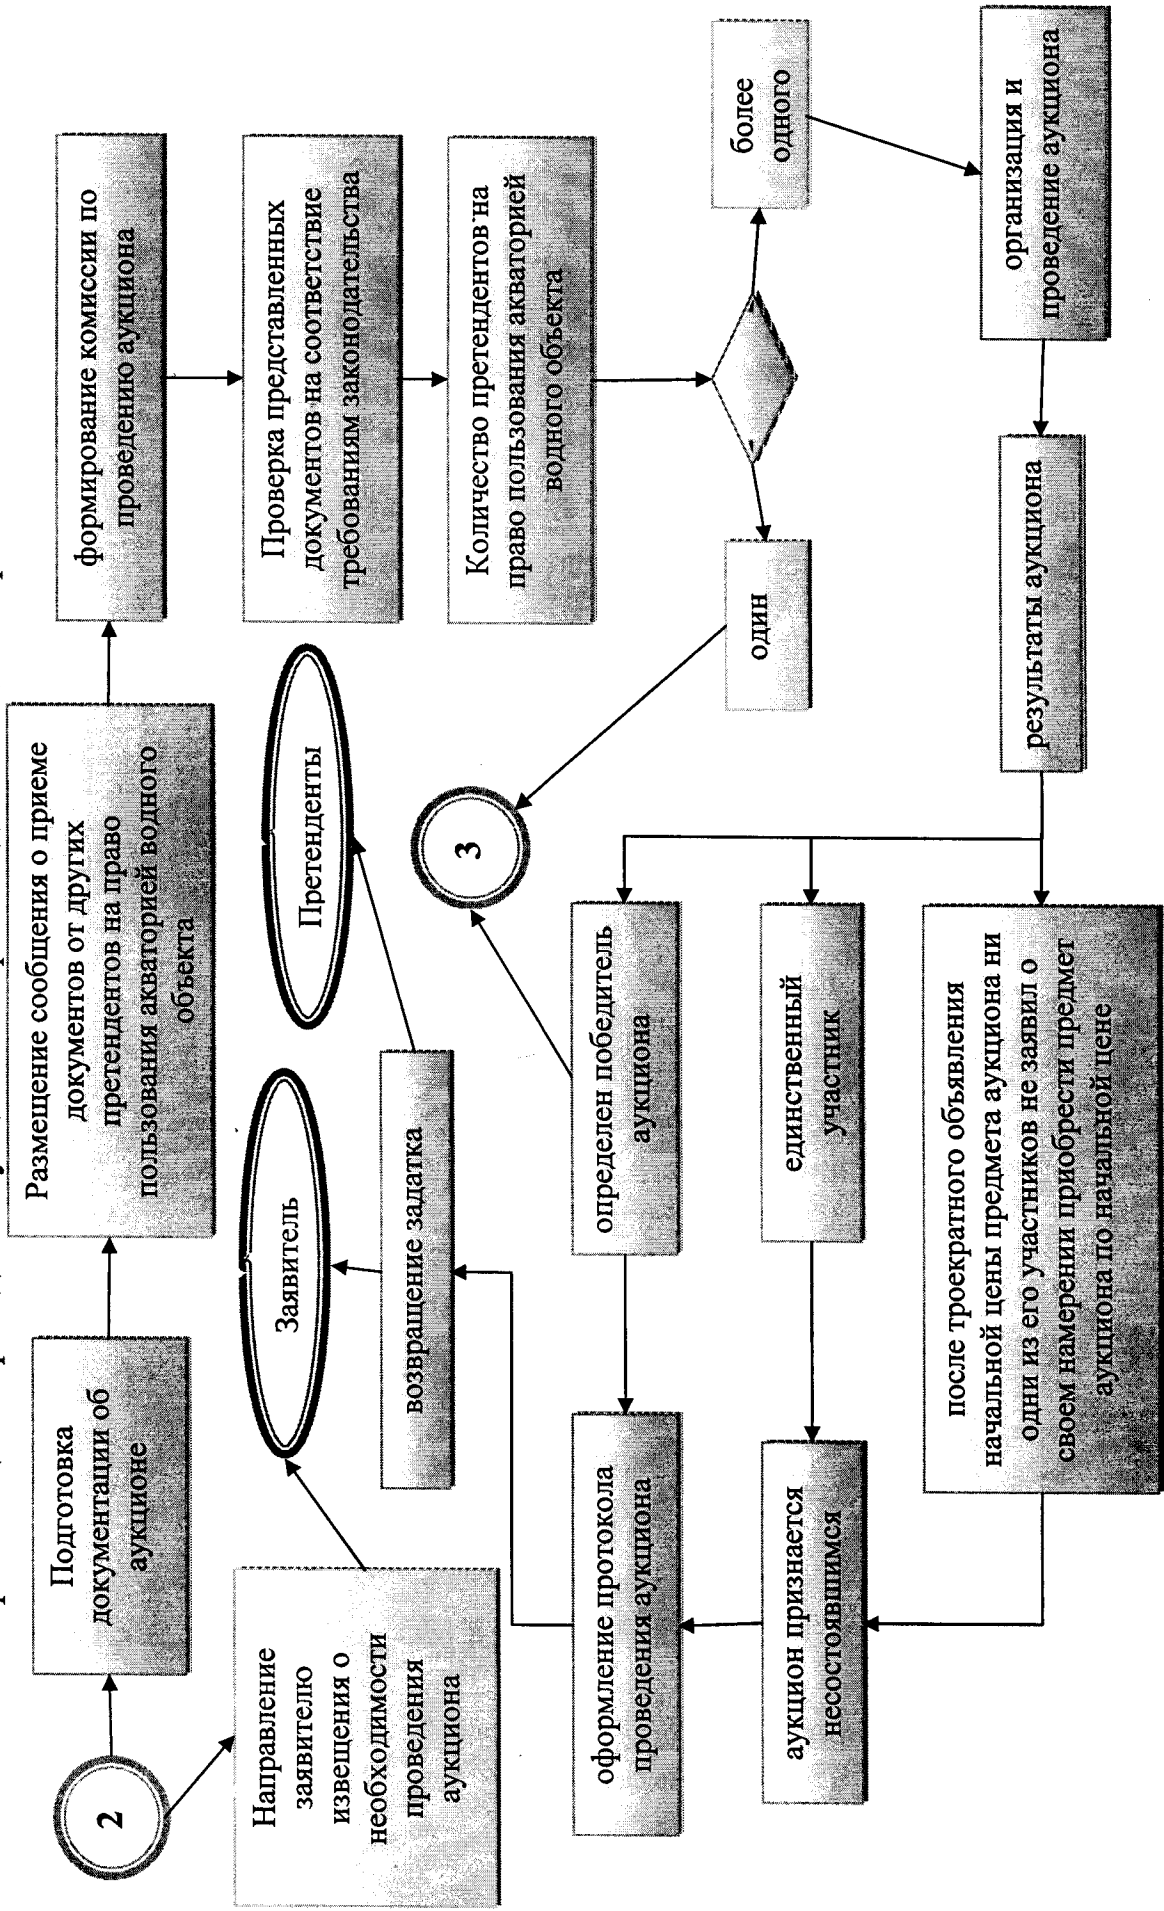 2
Подготовка
документации об
аукционе
Размещение сообщения о приеме
документов от других
претендентов на право
пользования акваторией водного
объекта
формирование комиссии по
проведению аукциона
Направление
заявителю
извещения о
необходимости
проведения
аукциона
Заявитель
Претенденты
Проверка представленных
документов на соответствие
требованиям законодательства
возвращение задатка
3
Количество претендентов на
право пользования акваторией
водного объекта
оформление протокола
проведения аукциона
определен победитель
аукциона
один
более
одного
аукцион признается
несостоявшимся
единственный
участник
после троекратного объявления
начальной цены предмета аукциона ни
одни из его участников не заявил о
своем намерении приобрести предмет
аукциона по начальной цене
результаты аукциона
организация и
проведение аукциона